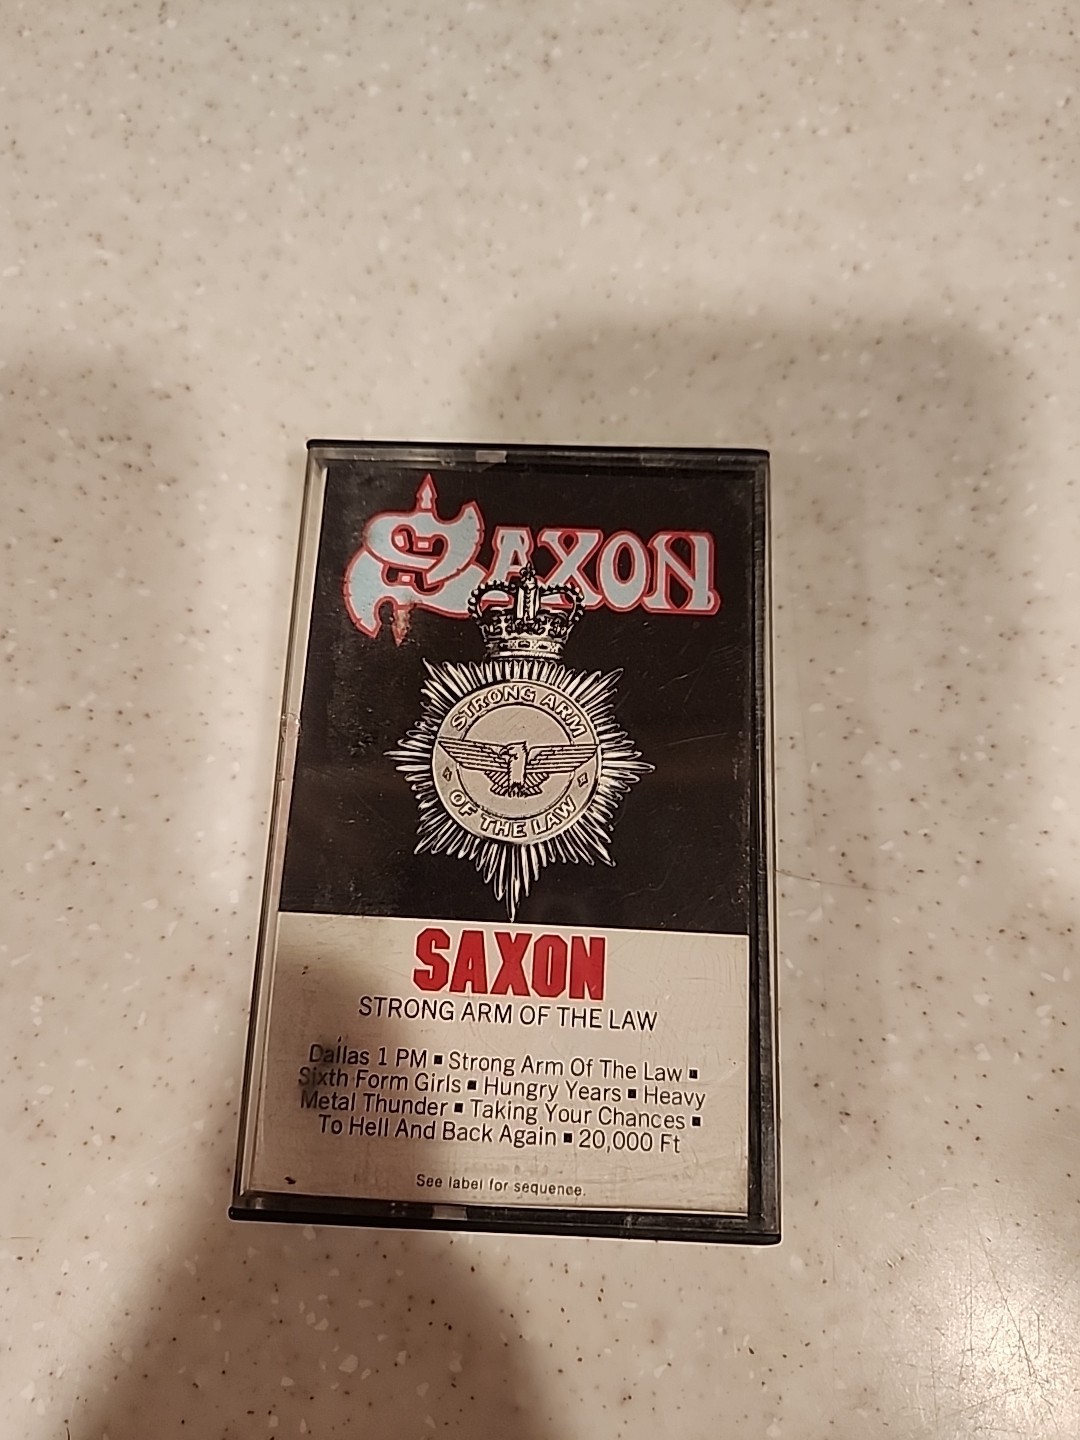 SAXON
STRONG ARM
OF THE LAW
SAXON
STRONG ARM OF THE LAW
Dallas 1 PM ▪ Strong Arm Of The Law ▪
Sixth Form Girls ▪ Hungry Years ▪ Heavy
Metal Thunder ▪ Taking Your Chances ▪
To Hell And Back Again ▪ 20,000 Ft
See label for sequence.